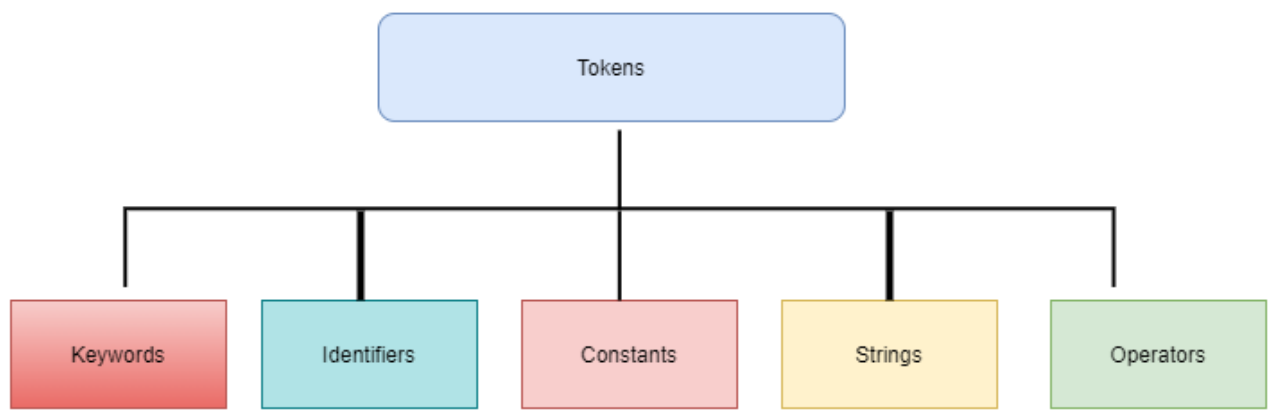 Tokens
Keywords
Identifiers
Constants
Strings
Operators